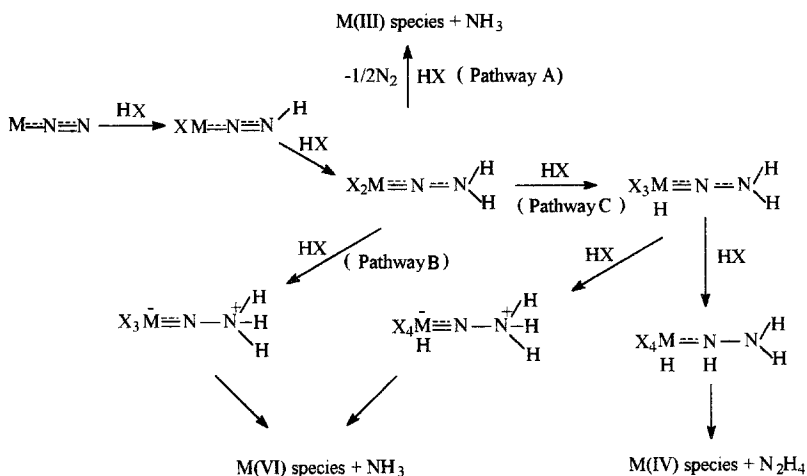 M(III) species + NH3
-1/2N2 HX ( Pathway A)
M N N HX X M N N H
HX
X2M N N H H HX ( Pathway C ) X3M H N N H H
HX ( Pathway B ) HX HX
X3M - N N + H H H X4M - H N N + H H H X4M H N H N H H
M(VI) species + NH3 M(IV) species + N2H4